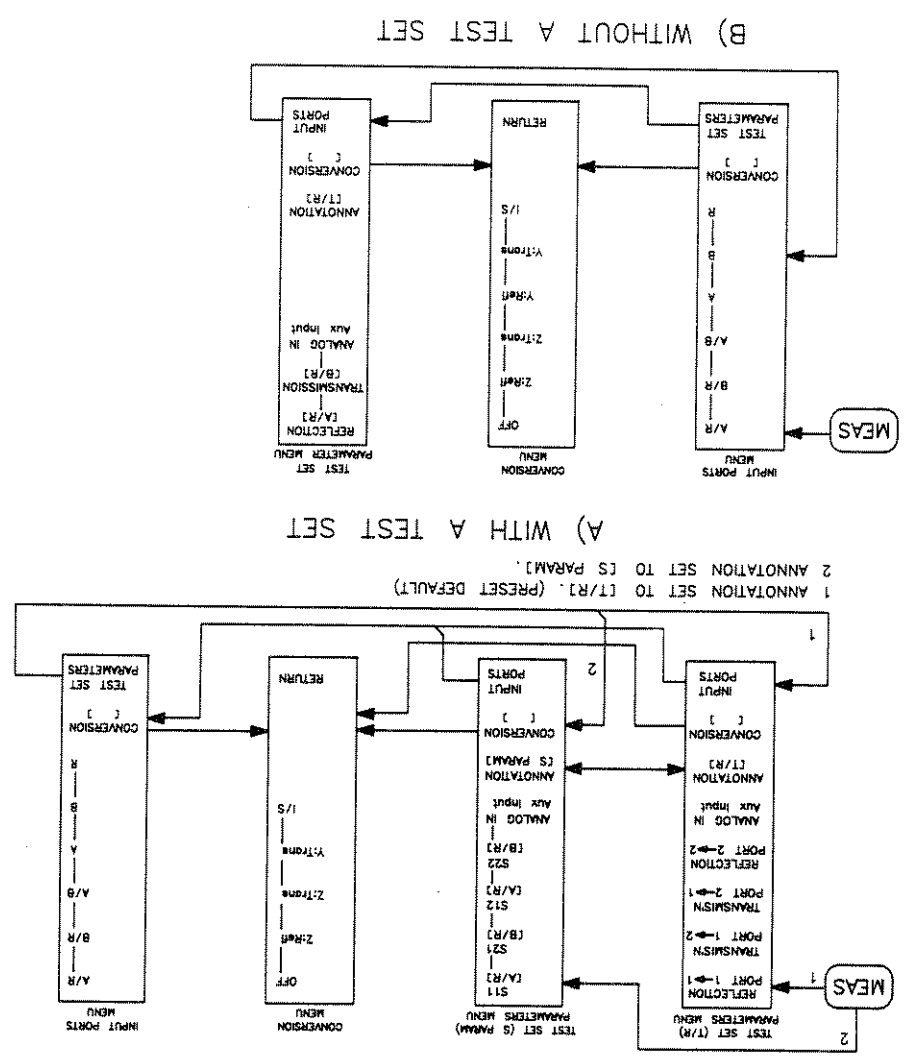 2
TEST SET (T/R)
PARAMETERS MENU
MEAS
1
REFLECTION
PORT 1→1
TRANSMIS'N
PORT 1→2
TRANSMIS'N
PORT 2→1
REFLECTION
PORT 2→2
ANALOG IN
Aux Input
ANNOTATION
[T/R]
CONVERSION
[ ]
INPUT
PORTS
1
TEST SET (S PARAM)
PARAMETERS MENU
S11
[A/R]
S21
[B/R]
S12
[A/R]
S22
[B/R]
ANALOG IN
Aux Input
ANNOTATION
[S PARAM]
CONVERSION
[ ]
INPUT
PORTS
2
CONVERSION
MENU
OFF
Z:Refl
Z:Trans
Y:Trans
1/S
RETURN
INPUT PORTS
MENU
A/R
B/R
A/B
A
B
R
CONVERSION
[ ]
TEST SET
PARAMETERS
1 ANNOTATION SET TO [T/R]. (PRESET DEFAULT)
2 ANNOTATION SET TO [S PARAM].
A) WITH A TEST SET
INPUT PORTS
MENU
MEAS
A/R
B/R
A/B
A
B
R
CONVERSION
[ ]
TEST SET
PARAMETERS
CONVERSION
MENU
OFF
Z:Refl
Z:Trans
Y:Refl
Y:Trans
1/S
RETURN
TEST SET
PARAMETER MENU
REFLECTION
[A/R]
TRANSMISSION
[B/R]
ANALOG IN
Aux Input
ANNOTATION
[T/R]
CONVERSION
[ ]
INPUT
PORTS
B) WITHOUT A TEST SET